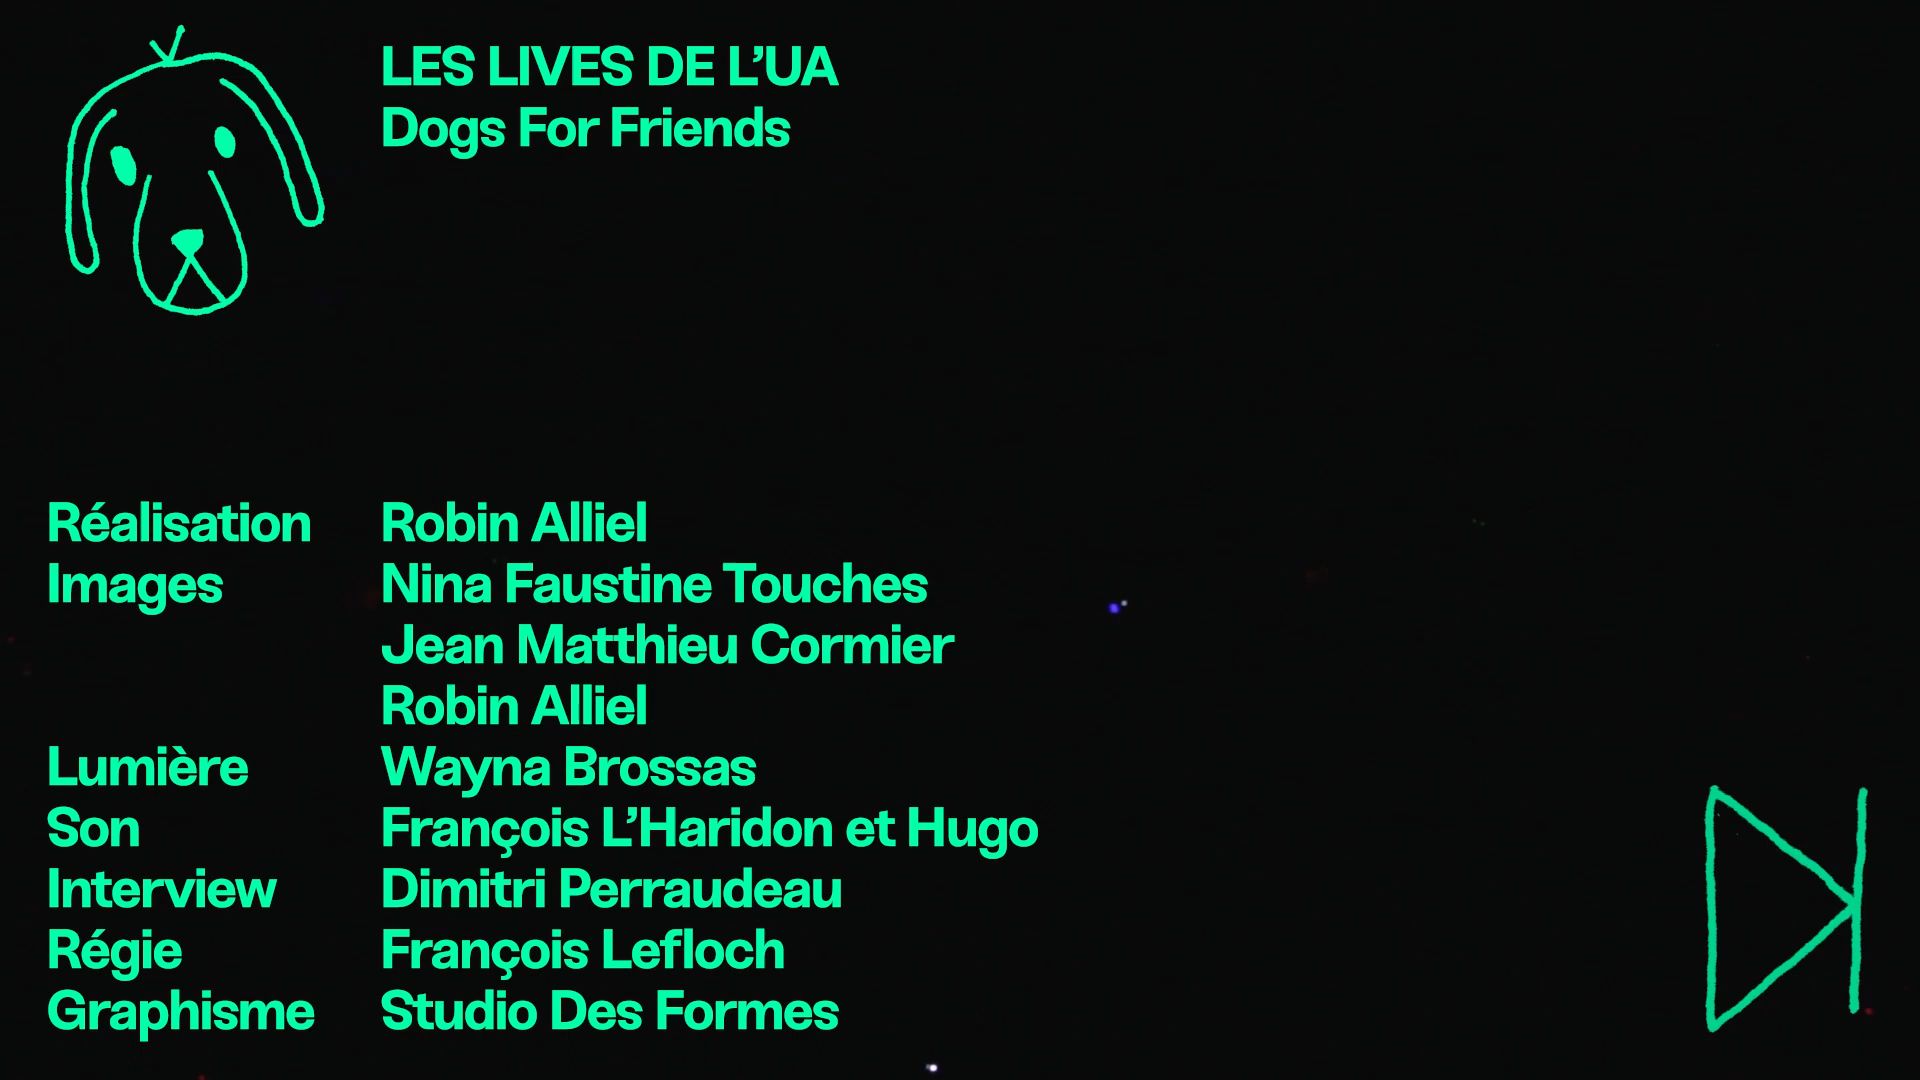 LES LIVES DE L’UA
Dogs For Friends
Réalisation Robin Alliel
Images Nina Faustine Touches
Jean Matthieu Cormier
Robin Alliel
Lumière Wayna Brossas
Son François L’Haridon et Hugo
Interview Dimitri Perraudeau
Régie François Lefloch
Graphisme Studio Des Formes